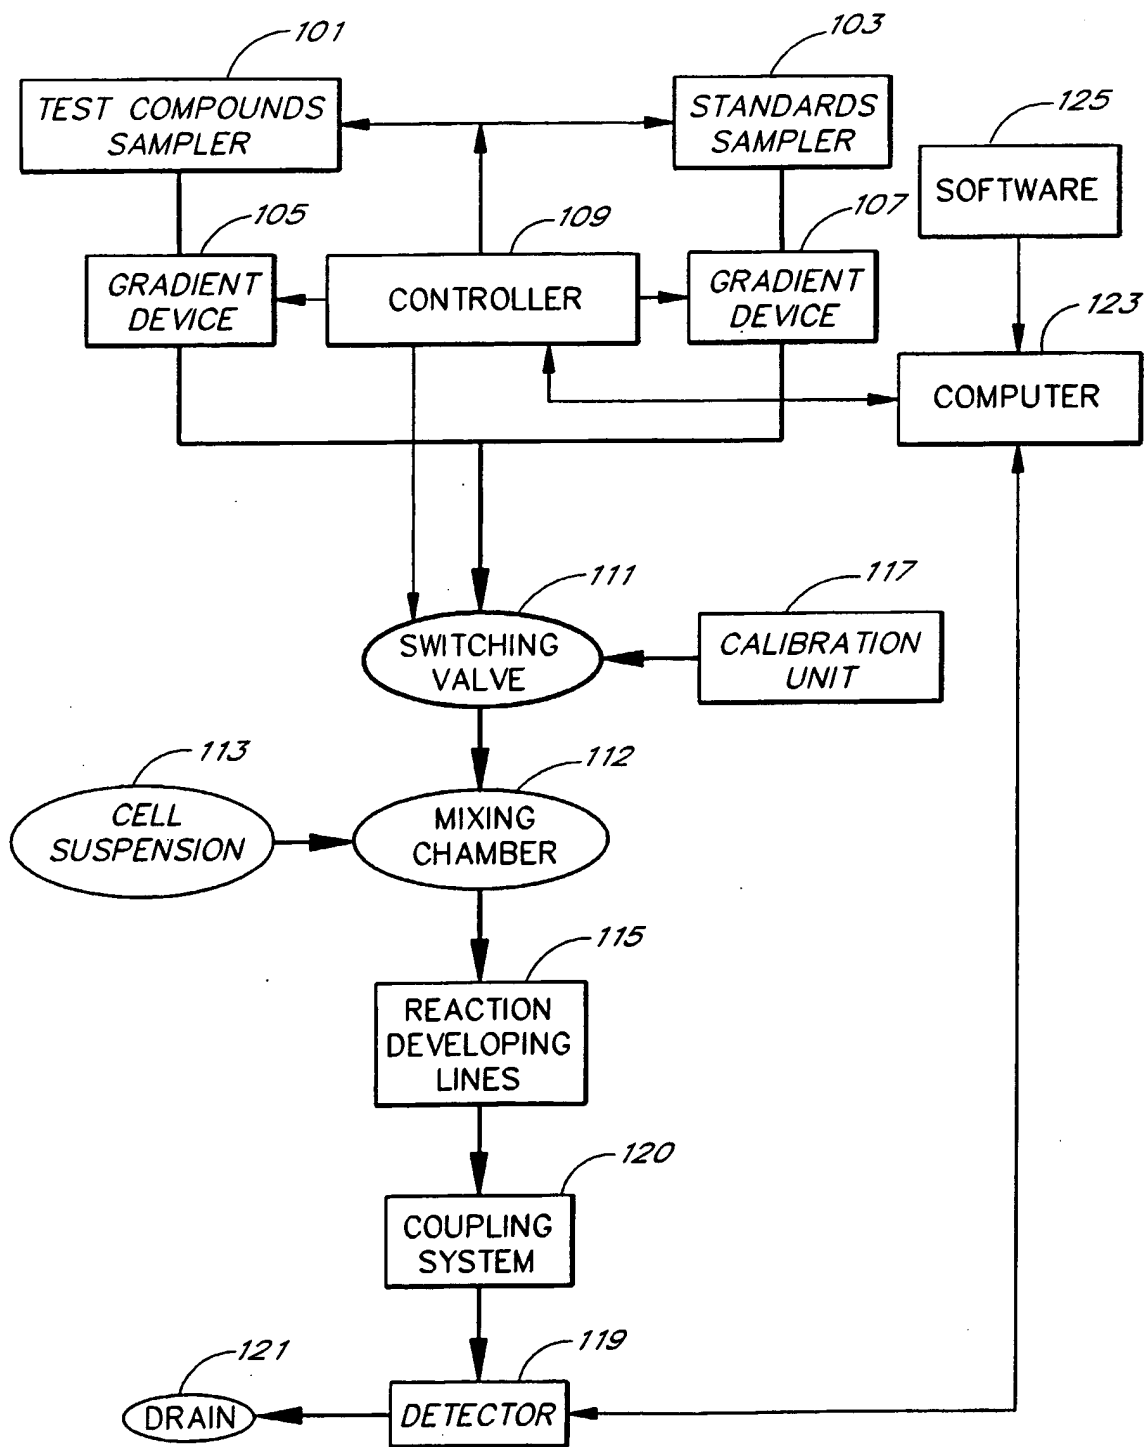 101
103
TEST COMPOUNDS
SAMPLER
STANDARDS
SAMPLER
125
SOFTWARE
105
109
107
GRADIENT
DEVICE
CONTROLLER
GRADIENT
DEVICE
123
COMPUTER
111
117
SWITCHING
VALVE
CALIBRATION
UNIT
113
112
CELL
SUSPENSION
MIXING
CHAMBER
115
REACTION
DEVELOPING
LINES
120
COUPLING
SYSTEM
121
119
DRAIN
DETECTOR